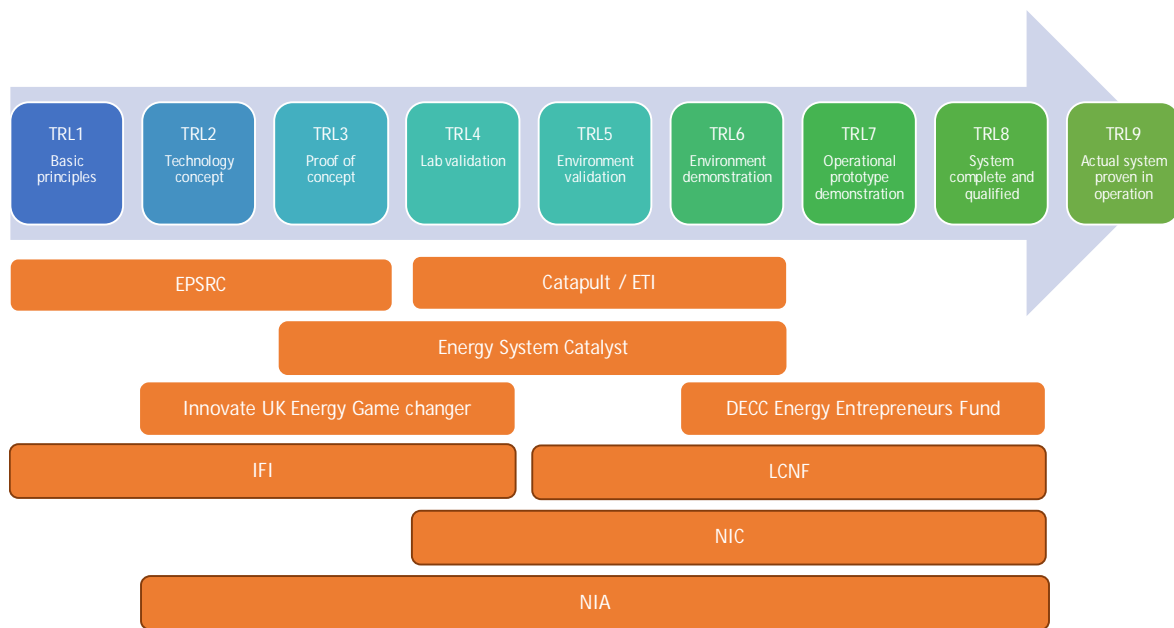 TRL1
Basic
principles
TRL2
Technology
concept
TRL3
Proof of
concept
TRL4
Lab validation
TRL5
Environment
validation
TRL6
Environment
demonstration
TRL7
Operational
prototype
demonstration
TRL8
System
complete and
qualified
TRL9
Actual system
proven in
operation
EPSRC
Catapult / ETI
Energy System Catalyst
Innovate UK Energy Game changer
DECC Energy Entrepreneurs Fund
IFI
LCNF
NIC
NIA